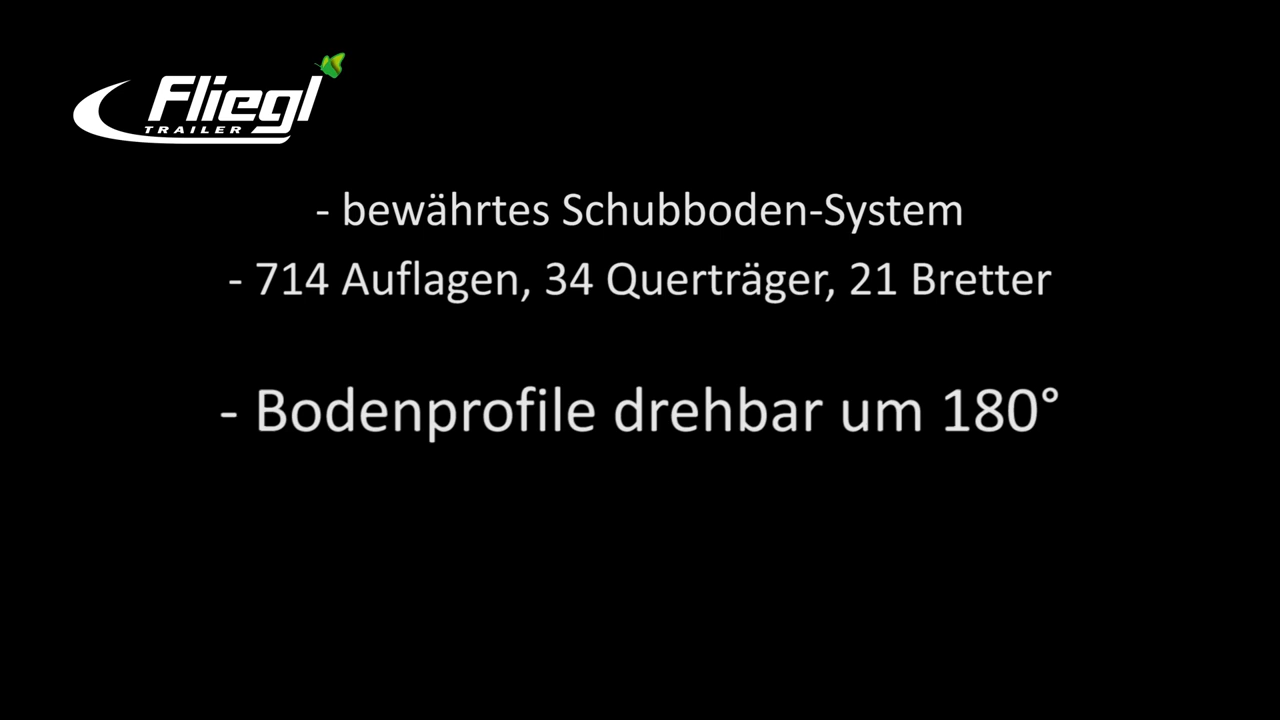 Fliegl
TRAILER
- bewährtes Schubboden-System
- 714 Auflagen, 34 Querträger, 21 Bretter
- Bodenprofile drehbar um 180°